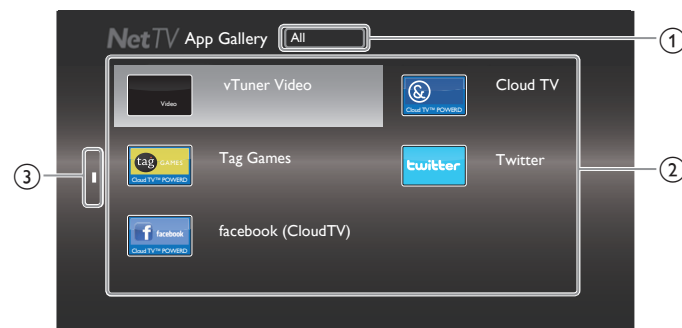 NetTV App Gallery All
1
Video
vTuner Video
&
Cloud TV™ POWERD
Cloud TV
tag GAMES
Cloud TV™ POWERD
Tag Games
twitter
Twitter
2
3
f facebook
Cloud TV™ POWERD
facebook (CloudTV)